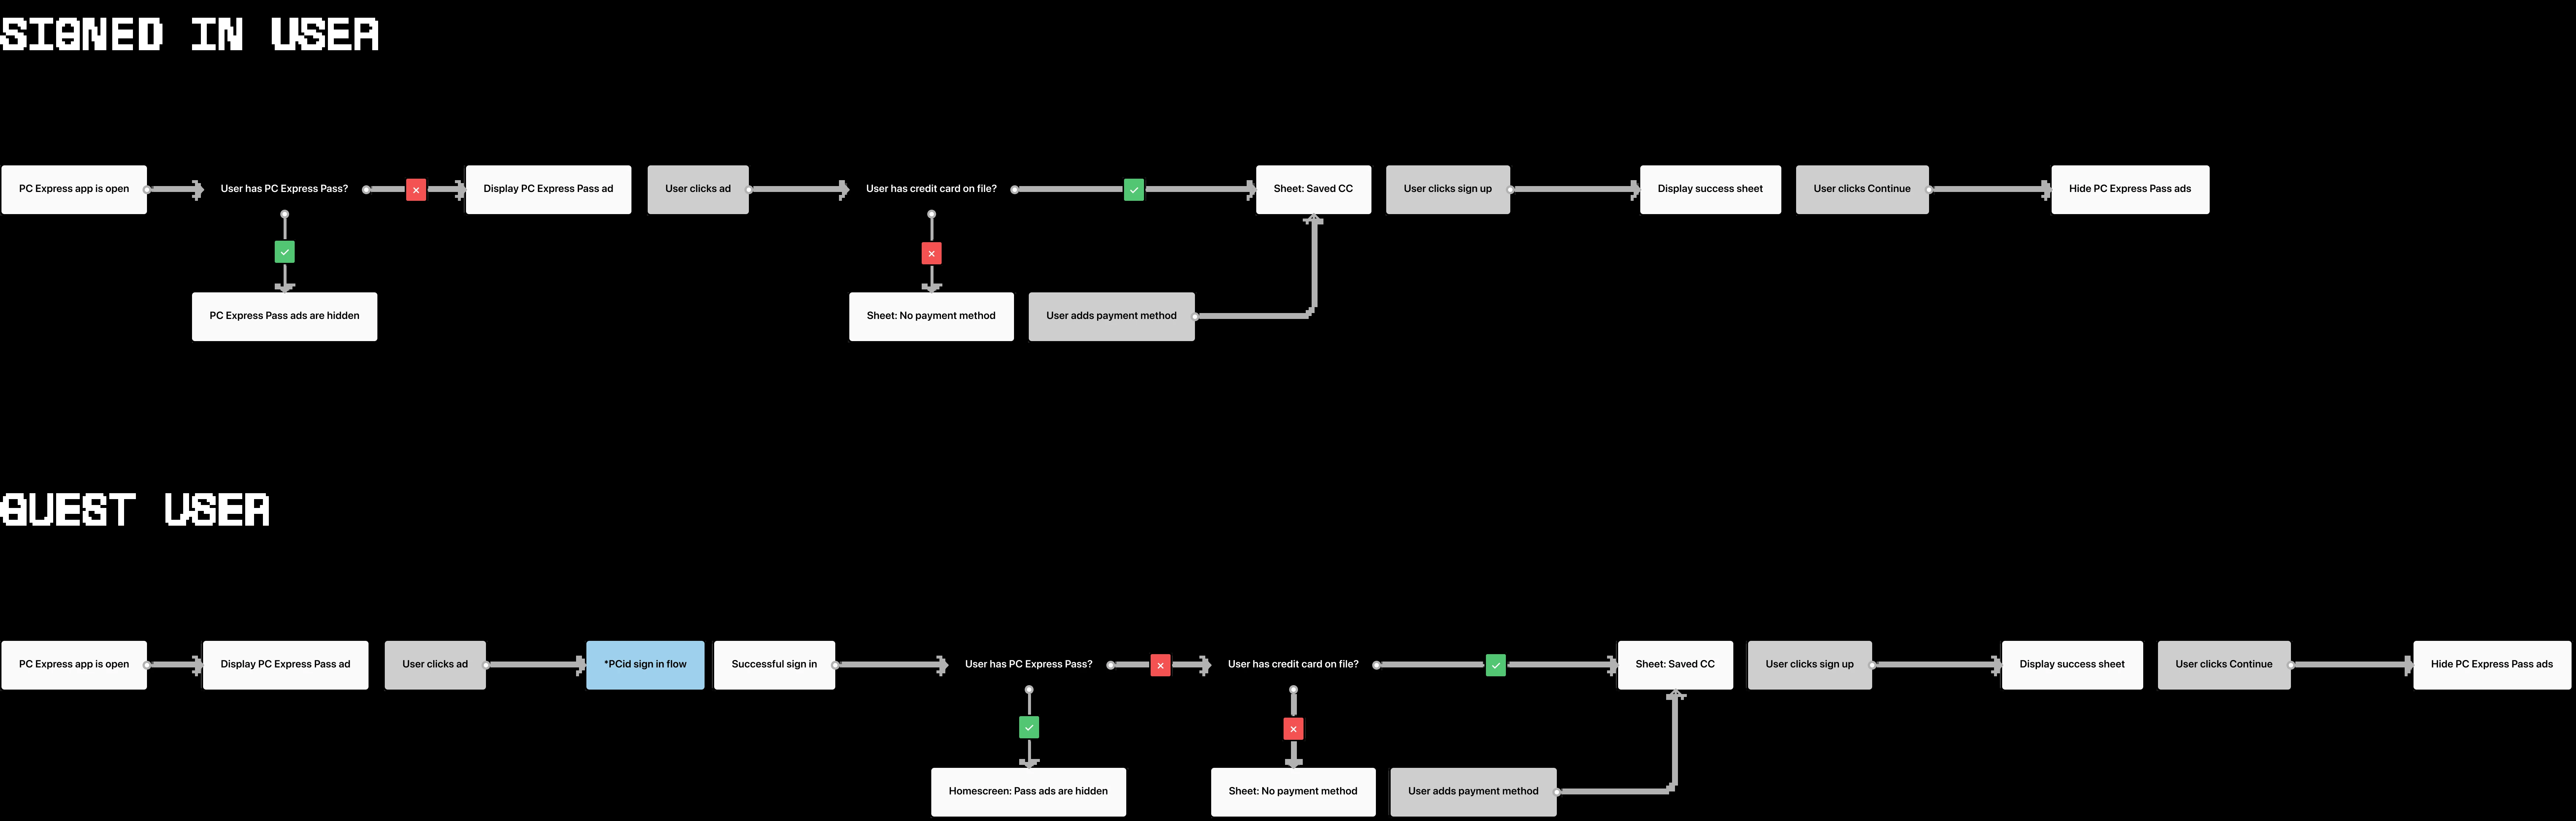 SIGNED IN USER
PC Express app is open
User has PC Express Pass?
Display PC Express Pass ad
User clicks ad
User has credit card on file?
Sheet: Saved CC
User clicks sign up
Display success sheet
User clicks Continue
Hide PC Express Pass ads
PC Express Pass ads are hidden
Sheet: No payment method
User adds payment method
GUEST USER
PC Express app is open
Display PC Express Pass ad
User clicks ad
*PCid sign in flow
Successful sign in
User has PC Express Pass?
User has credit card on file?
Sheet: Saved CC
User clicks sign up
Display success sheet
User clicks Continue
Hide PC Express Pass ads
Homescreen: Pass ads are hidden
Sheet: No payment method
User adds payment method